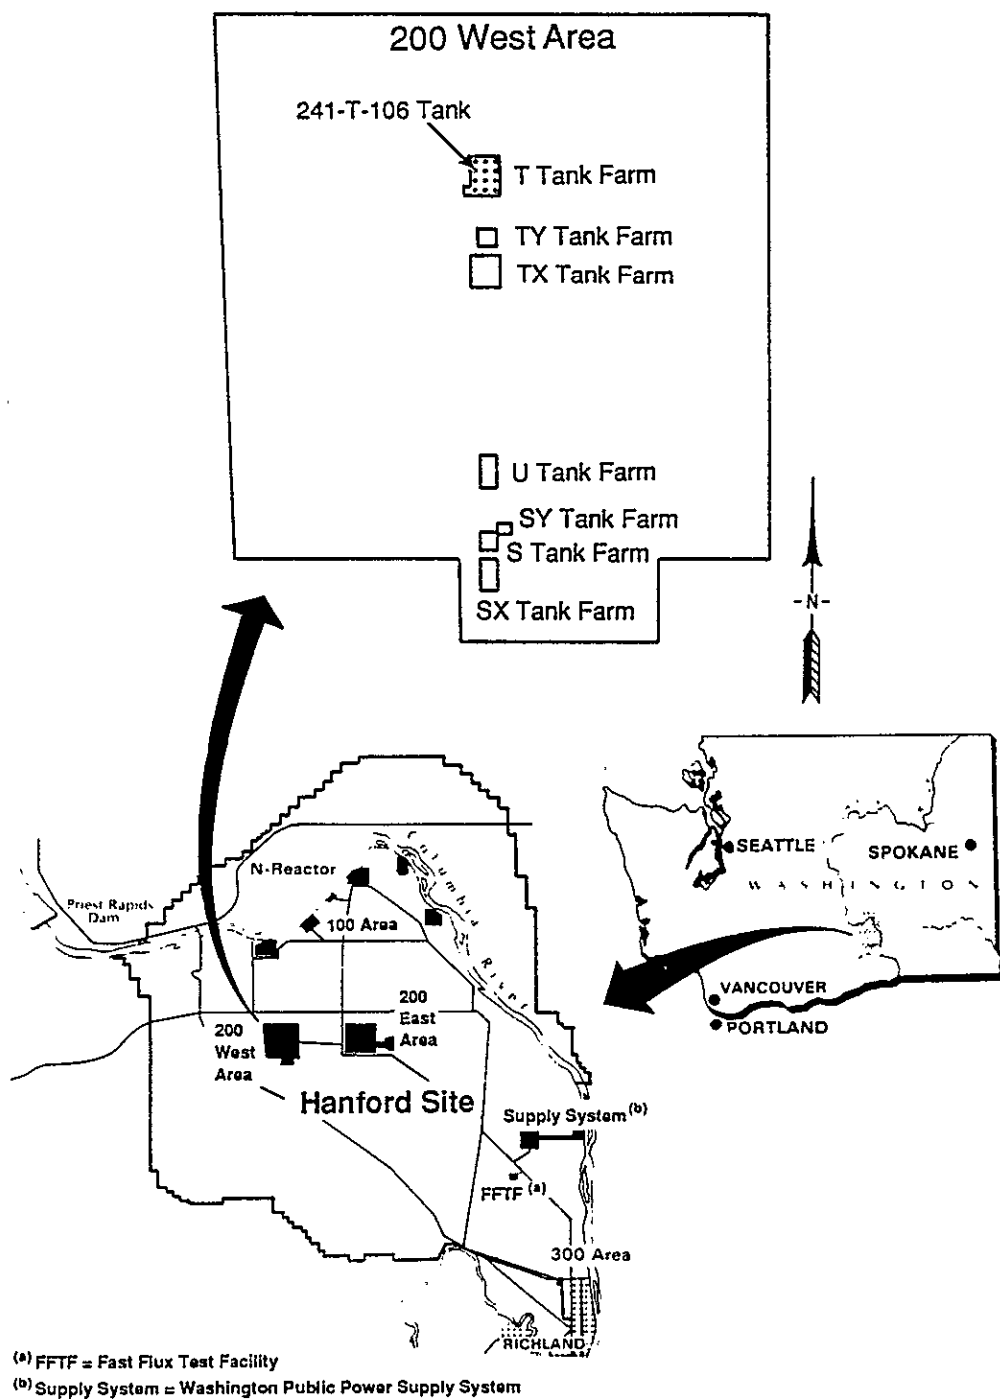 200 West Area
241-T-106 Tank
T Tank Farm
TY Tank Farm
TX Tank Farm
U Tank Farm
SY Tank Farm
S Tank Farm
SX Tank Farm
-N-
SEATTLE
SPOKANE
WASHINGTON
VANCOUVER
PORTLAND
N-Reactor
Columbia River
Priest Rapids
Dam
100 Area
200
East
Area
200
West
Area
Hanford Site
Supply System (b)
FFTF (a)
300 Area
RICHLAND
(a) FFTF = Fast Flux Test Facility
(b) Supply System = Washington Public Power Supply System